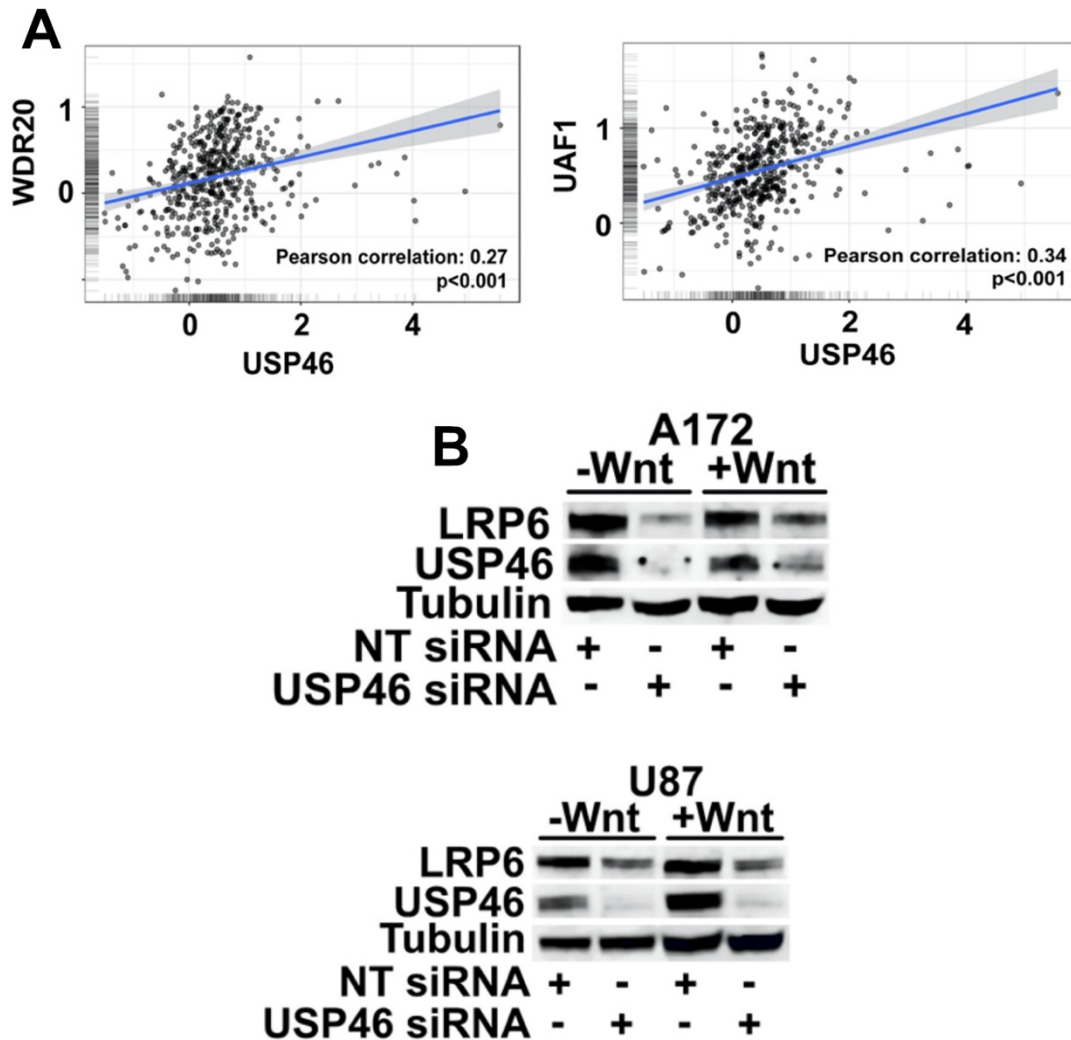 A
WDR20
1
0
Pearson correlation: 0.27
p<0.001
0 2 4
USP46
UAF1
1
0
Pearson correlation: 0.34
p<0.001
0 2 4
USP46
B
A172
-Wnt +Wnt
LRP6
USP46
Tubulin
NT siRNA + - + -
USP46 siRNA - + - +
U87
-Wnt +Wnt
LRP6
USP46
Tubulin
NT siRNA + - + -
USP46 siRNA - + - +